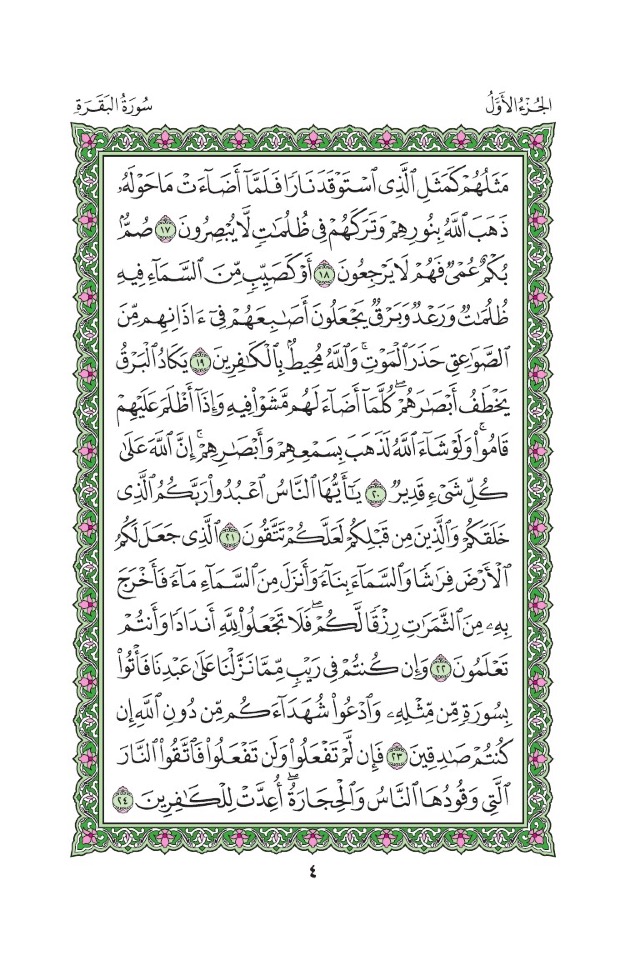 الجُزْءُ الأَوَّلُ
سُورَةُ البَقَرَةِ
مَثَلُهُمْ كَمَثَلِ ٱلَّذِى ٱسْتَوْقَدَ نَارًا فَلَمَّآ أَضَآءَتْ مَا حَوْلَهُۥ
ذَهَبَ ٱللَّهُ بِنُورِهِمْ وَتَرَكَهُمْ فِى ظُلُمَٰتٍ لَّا يُبْصِرُونَ ١٧ صُمٌّۢ
بُكْمٌ عُمْىٌ فَهُمْ لَا يَرْجِعُونَ ١٨ أَوْ كَصَيِّبٍ مِّنَ ٱلسَّمَآءِ فِيهِ
ظُلُمَٰتٌ وَرَعْدٌ وَبَرْقٌ يَجْعَلُونَ أَصَٰبِعَهُمْ فِىٓ ءَاذَانِهِم مِّنَ
ٱلصَّوَٰعِقِ حَذَرَ ٱلْمَوْتِ ۚ وَٱللَّهُ مُحِيطٌۢ بِٱلْكَٰفِرِينَ ١٩ يَكَادُ ٱلْبَرْقُ
يَخْطَفُ أَبْصَٰرَهُمْ ۖ كُلَّمَآ أَضَآءَ لَهُم مَّشَوْا۟ فِيهِ وَإِذَآ أَظْلَمَ عَلَيْهِمْ
قَامُوا۟ ۚ وَلَوْ شَآءَ ٱللَّهُ لَذَهَبَ بِسَمْعِهِمْ وَأَبْصَٰرِهِمْ ۚ إِنَّ ٱللَّهَ عَلَىٰ
كُلِّ شَىْءٍ قَدِيرٌ ٢٠ يَٰٓأَيُّهَا ٱلنَّاسُ ٱعْبُدُوا۟ رَبَّكُمُ ٱلَّذِى
خَلَقَكُمْ وَٱلَّذِينَ مِن قَبْلِكُمْ لَعَلَّكُمْ تَتَّقُونَ ٢١ ٱلَّذِى جَعَلَ لَكُمُ
ٱلْأَرْضَ فِرَٰشًا وَٱلسَّمَآءَ بِنَآءً وَأَنزَلَ مِنَ ٱلسَّمَآءِ مَآءً فَأَخْرَجَ
بِهِۦ مِنَ ٱلثَّمَرَٰتِ رِزْقًا لَّكُمْ ۖ فَلَا تَجْعَلُوا۟ لِلَّهِ أَندَادًا وَأَنتُمْ
تَعْلَمُونَ ٢٢ وَإِن كُنتُمْ فِى رَيْبٍ مِّمَّا نَزَّلْنَا عَلَىٰ عَبْدِنَا فَأْتُوا۟
بِسُورَةٍ مِّن مِّثْلِهِۦ وَٱدْعُوا۟ شُهَدَآءَكُم مِّن دُونِ ٱللَّهِ إِن
كُنتُمْ صَٰدِقِينَ ٢٣ فَإِن لَّمْ تَفْعَلُوا۟ وَلَن تَفْعَلُوا۟ فَٱتَّقُوا۟ ٱلنَّارَ
ٱلَّتِى وَقُودُهَا ٱلنَّاسُ وَٱلْحِجَارَةُ ۖ أُعِدَّتْ لِلْكَٰفِرِينَ ٢٤
٤